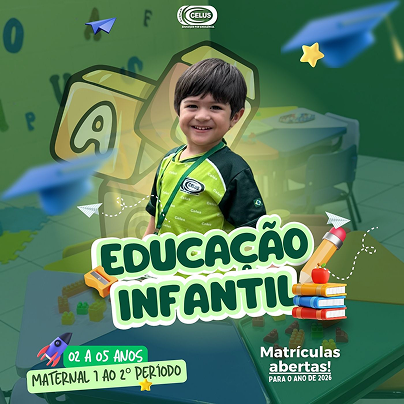 CELUS
A
EDUCAÇÃO
INFANTIL
02 A 05 ANOS
MATERNAL 1 AO 2º PERÍODO
Matrículas
abertas!
PARA O ANO DE 2026